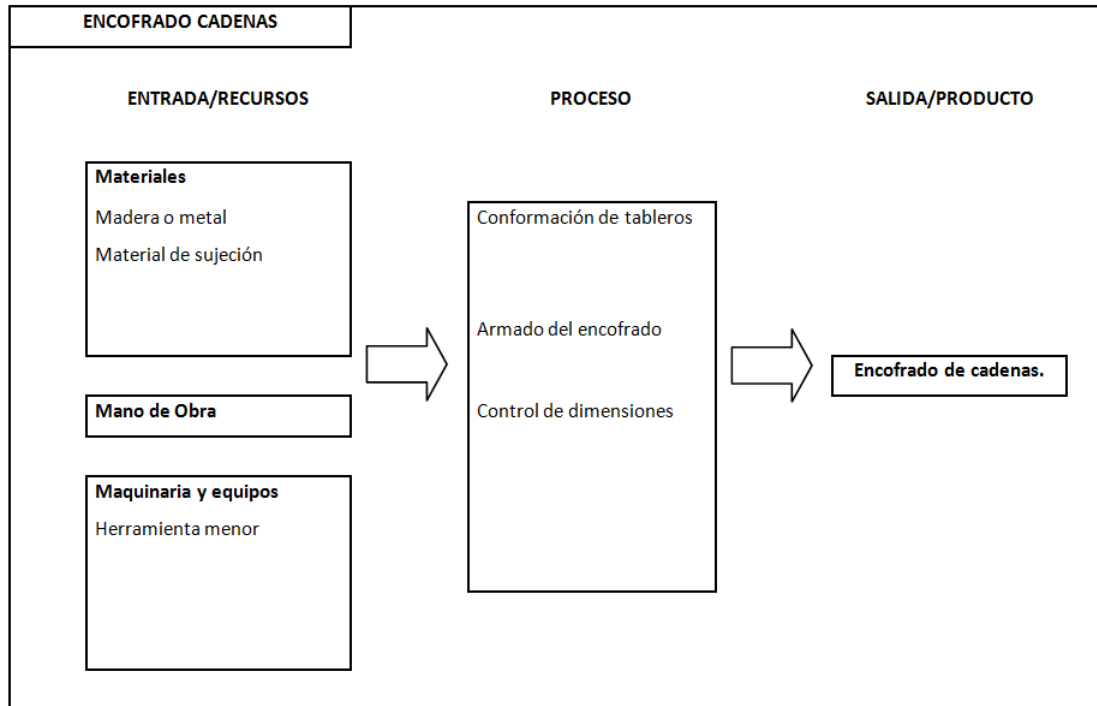 ENCOFRADO CADENAS
ENTRADA/RECURSOS
PROCESO
SALIDA/PRODUCTO
Materiales
Madera o metal
Material de sujeción
Mano de Obra
Maquinaria y equipos
Herramienta menor
Conformación de tableros
Armado del encofrado
Control de dimensiones
Encofrado de cadenas.